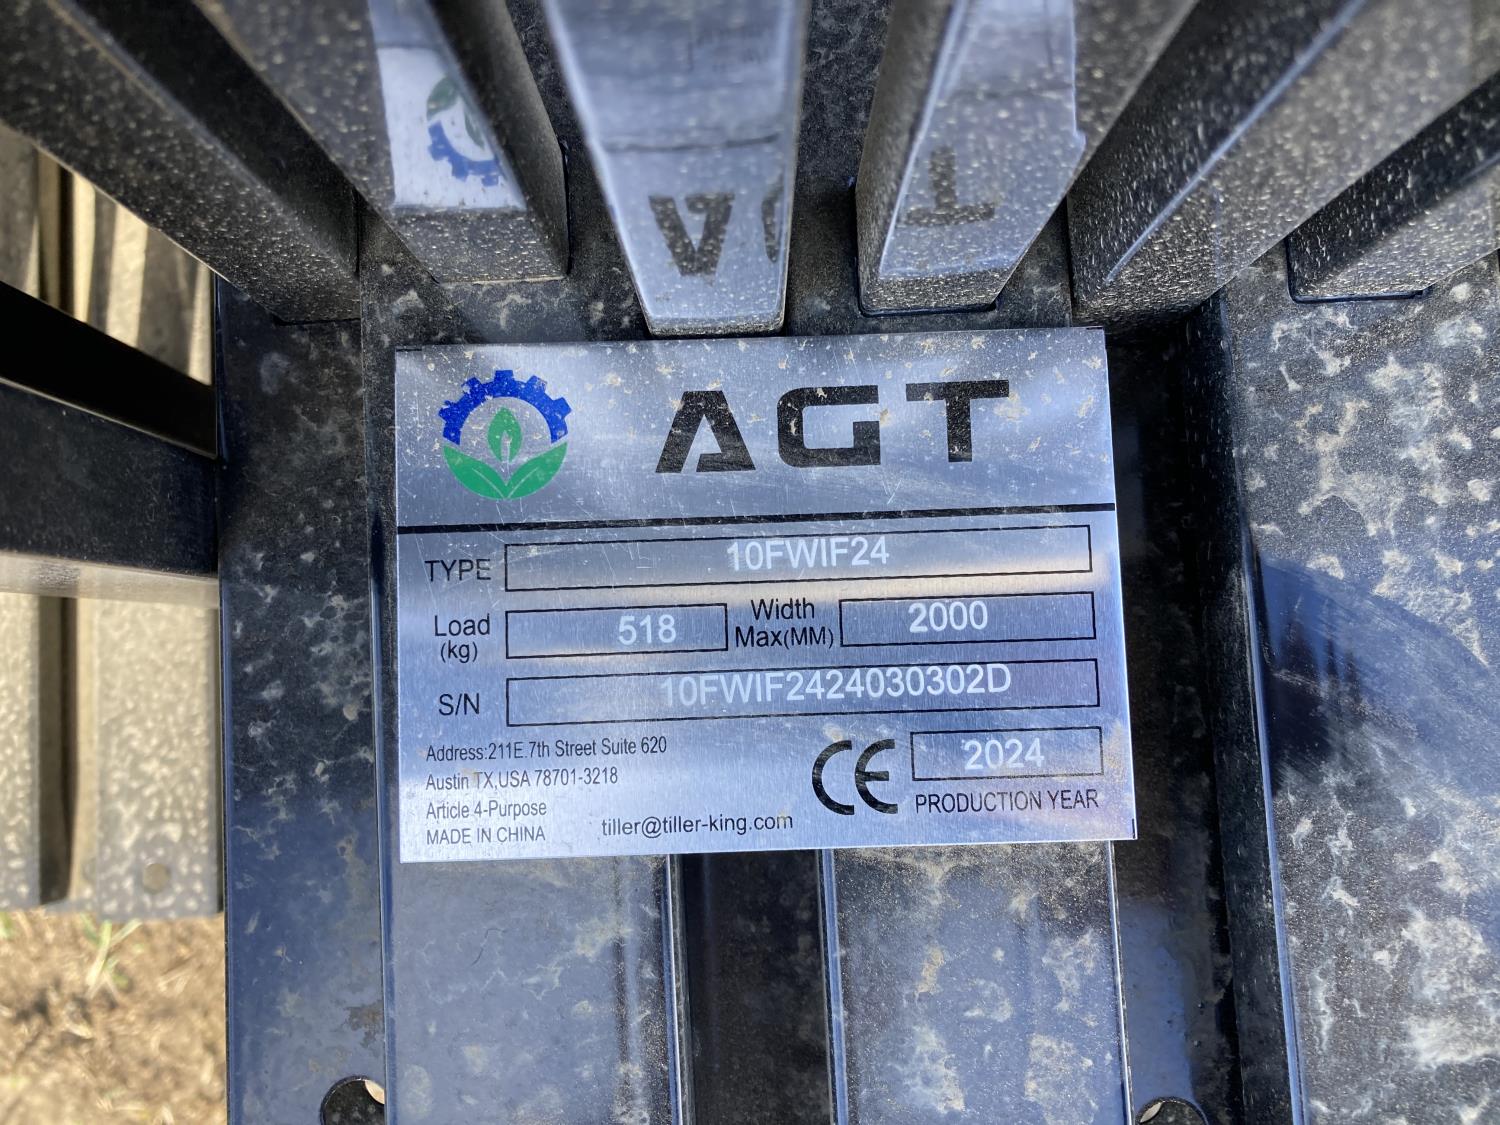 AGT
TYPE 10FWIF24
Load (kg) 518 Width Max(MM) 2000
S/N 10FWIF2424030302D
Address:211E.7th Street Suite 620
Austin TX,USA 78701-3218
Article 4-Purpose
MADE IN CHINA
tiller@tiller-king.com
CE
2024
PRODUCTION YEAR